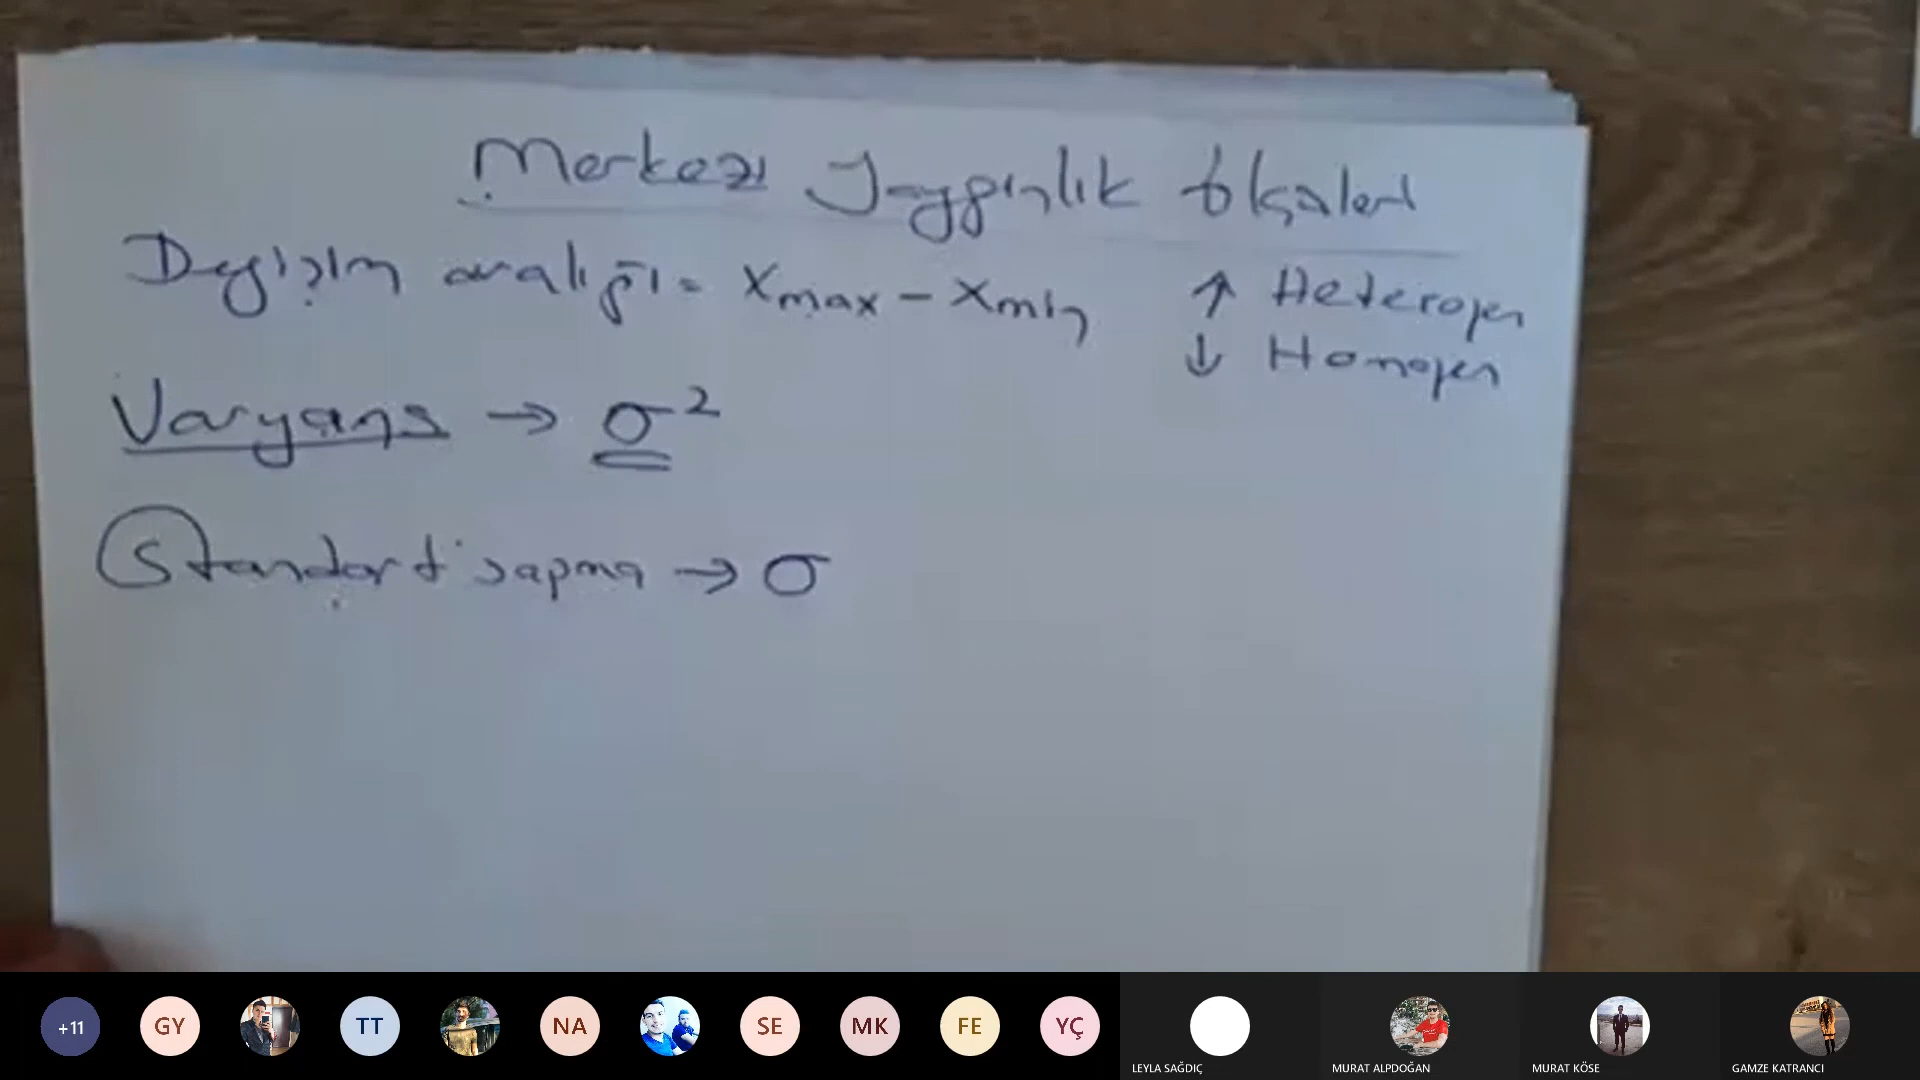 Merkezi Yaygınlık Ölçüleri
Değişim aralığı = Xmax - Xmin ↑ Heterojen
↓ Homojen
Varyans → σ²
Standart sapma → σ
+11 GY TT NA SE MK FE YÇ
LEYLA SAĞDIÇ MURAT ALPDOĞAN MURAT KÖSE GAMZE KATRANCI